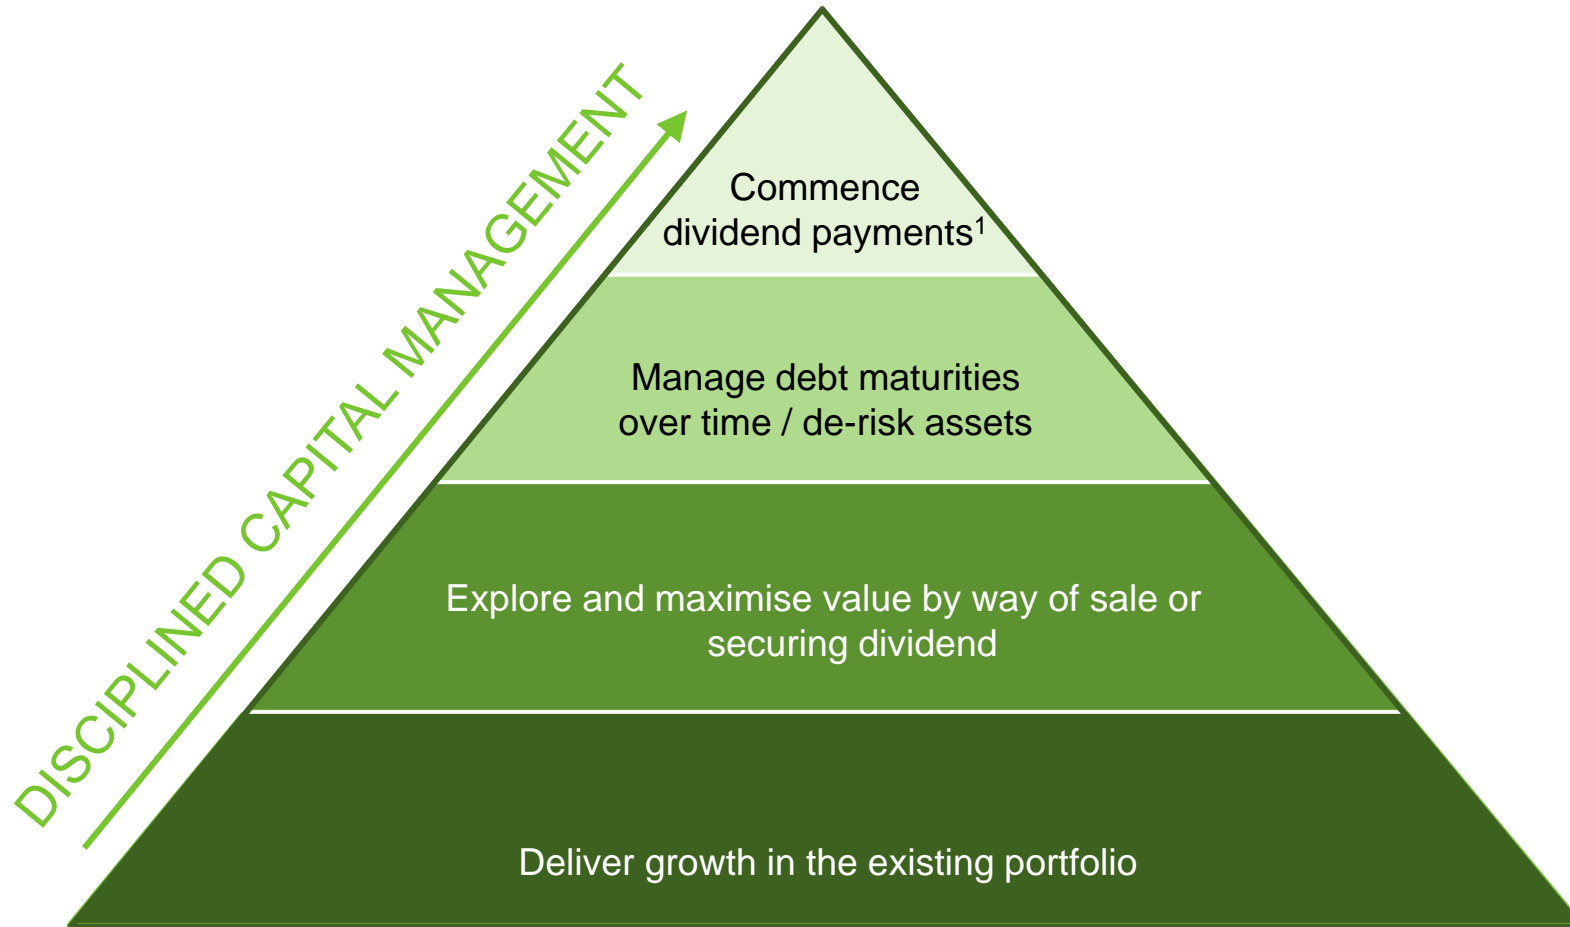 DISCIPLINED CAPITAL MANAGEMENT
Commence
dividend payments¹
Manage debt maturities
over time / de-risk assets
Explore and maximise value by way of sale or
securing dividend
Deliver growth in the existing portfolio